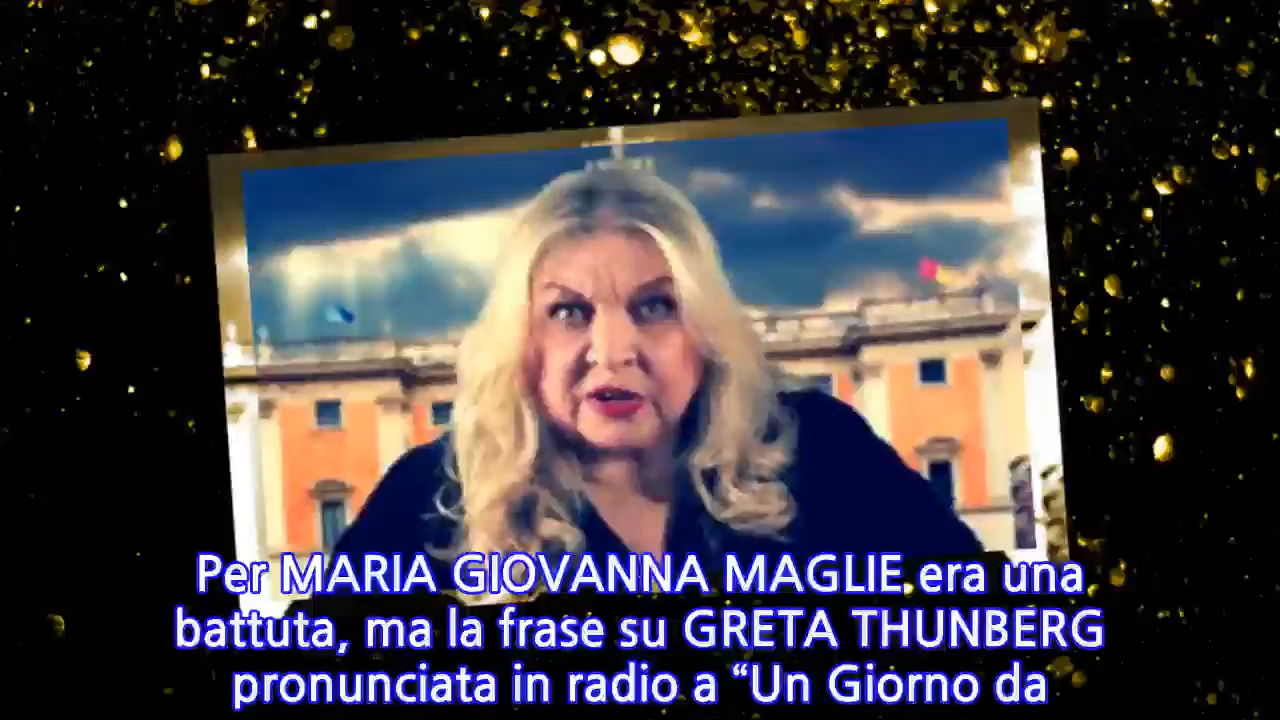 Per MARIA GIOVANNA MAGLIE era una
battuta, ma la frase su GRETA THUNBERG
pronunciata in radio a “Un Giorno da